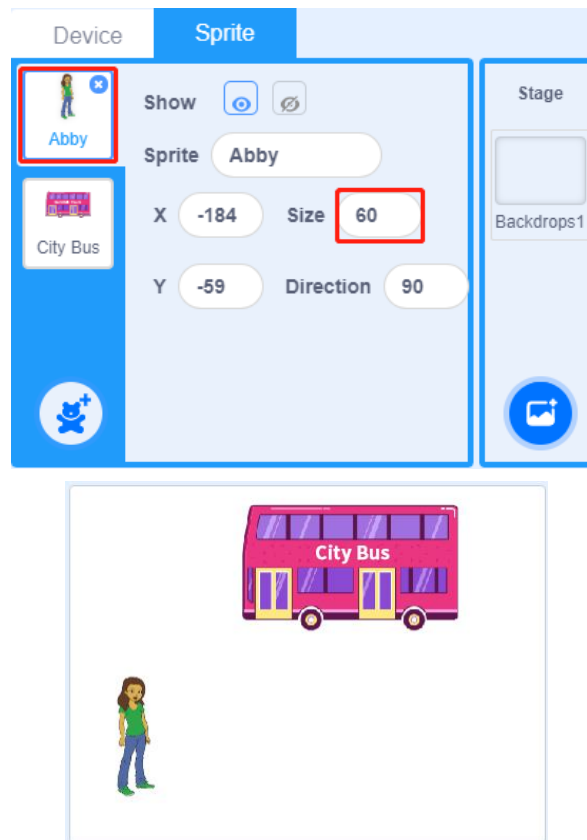 Device Sprite
Show
Abby
Sprite Abby
X -184 Size 60
City Bus
Y -59 Direction 90
Stage
Backdrops1
City Bus